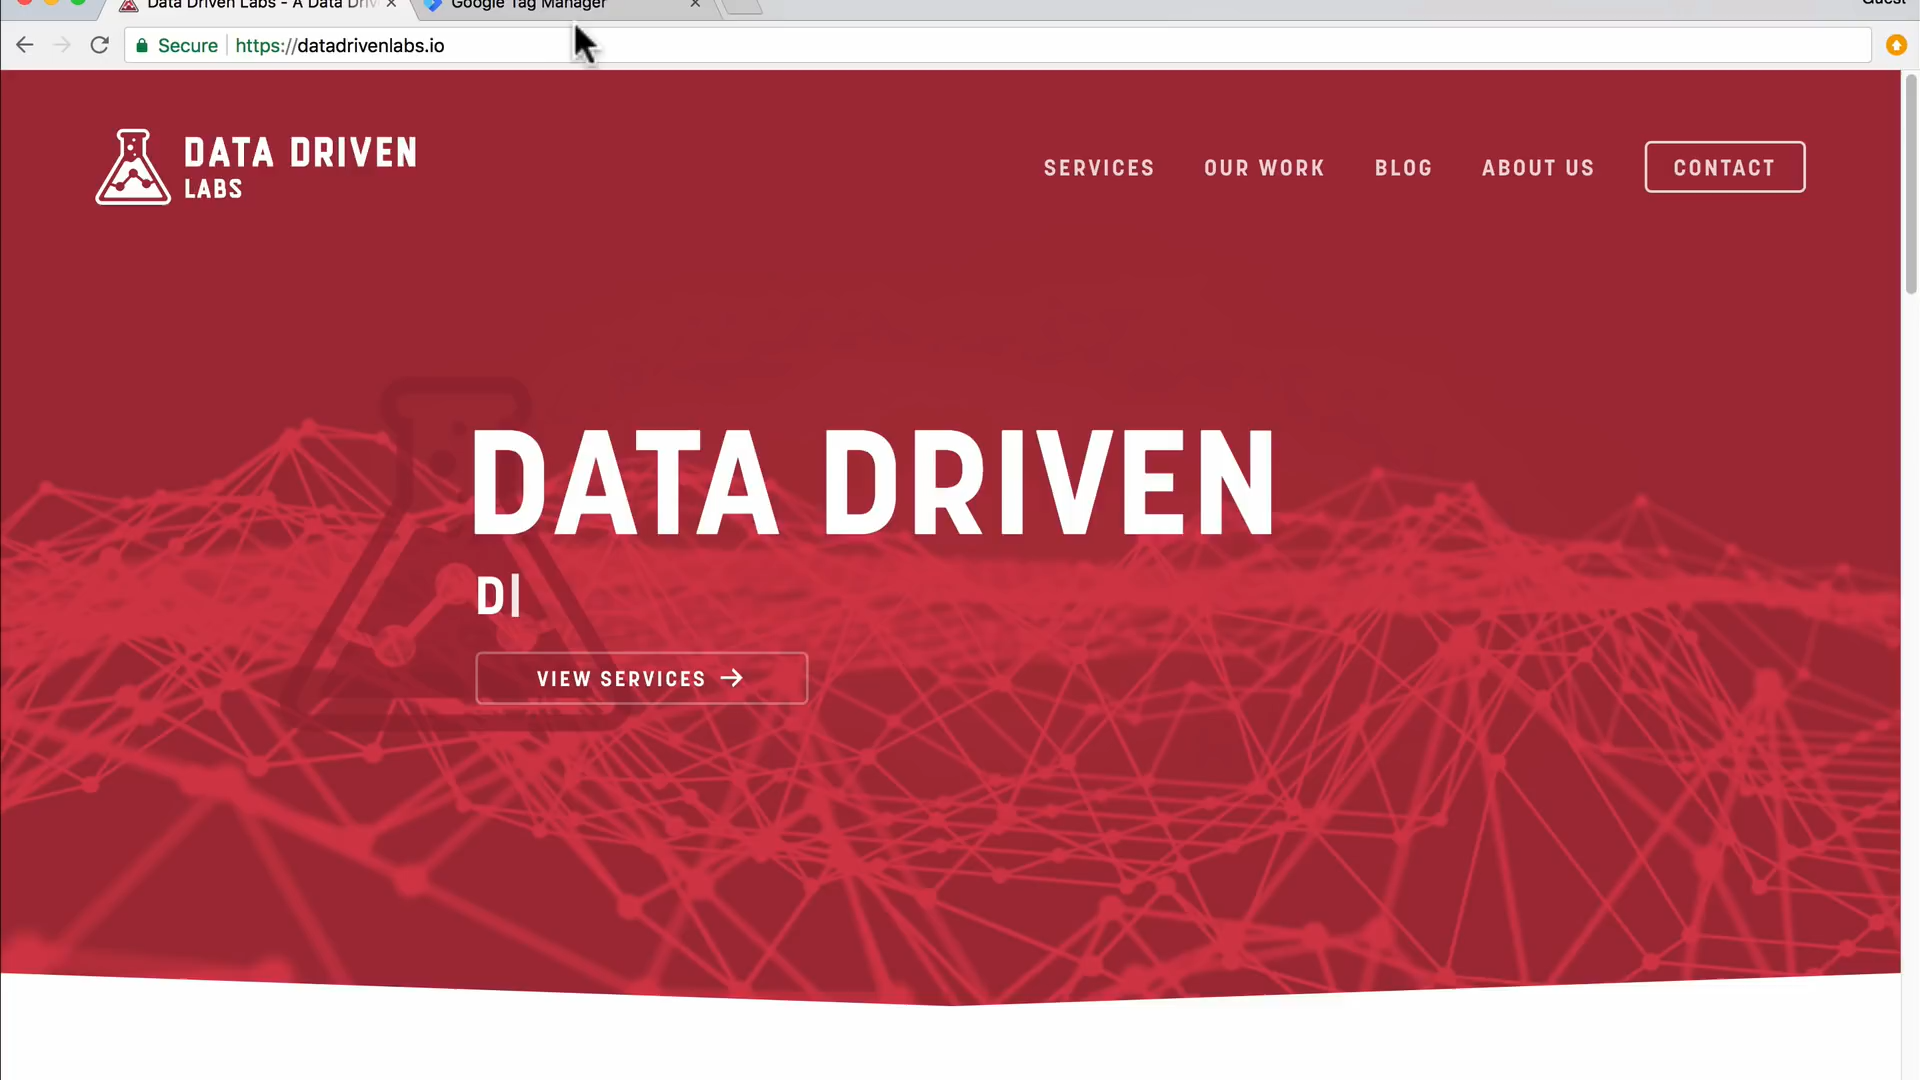 Data Driven Labs - A Data Driv
Google Tag Manager
Guest
Secure https://datadrivenlabs.io
DATA DRIVEN
LABS
SERVICES OUR WORK BLOG ABOUT US CONTACT
DATA DRIVEN
D
VIEW SERVICES →